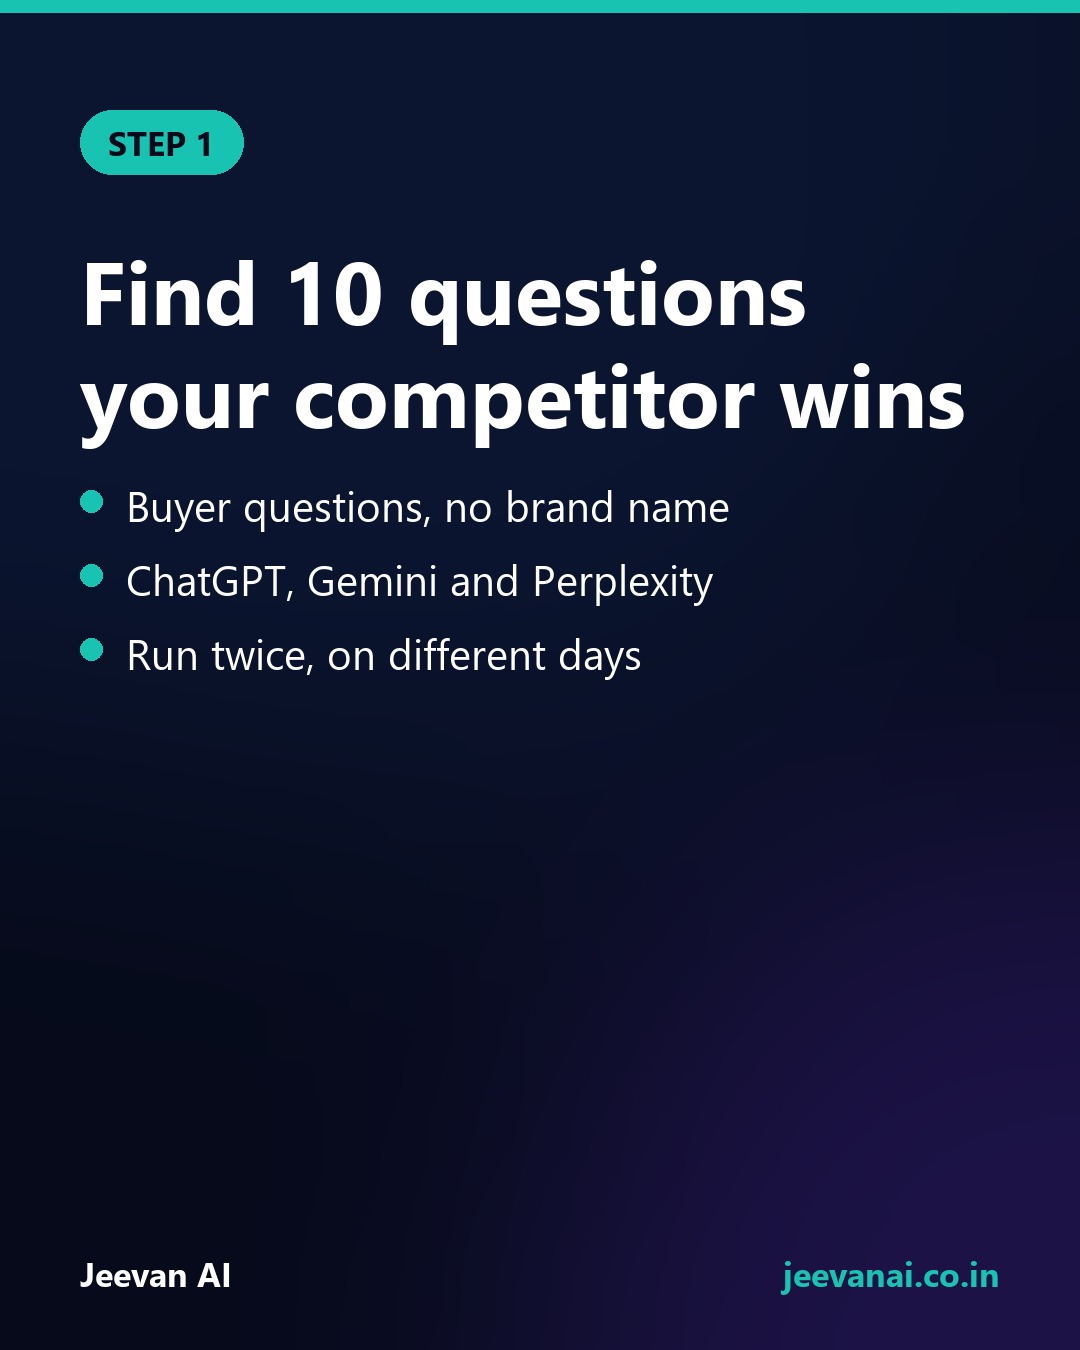 STEP 1
Find 10 questions
your competitor wins
Buyer questions, no brand name
ChatGPT, Gemini and Perplexity
Run twice, on different days
Jeevan AI
jeevanai.co.in